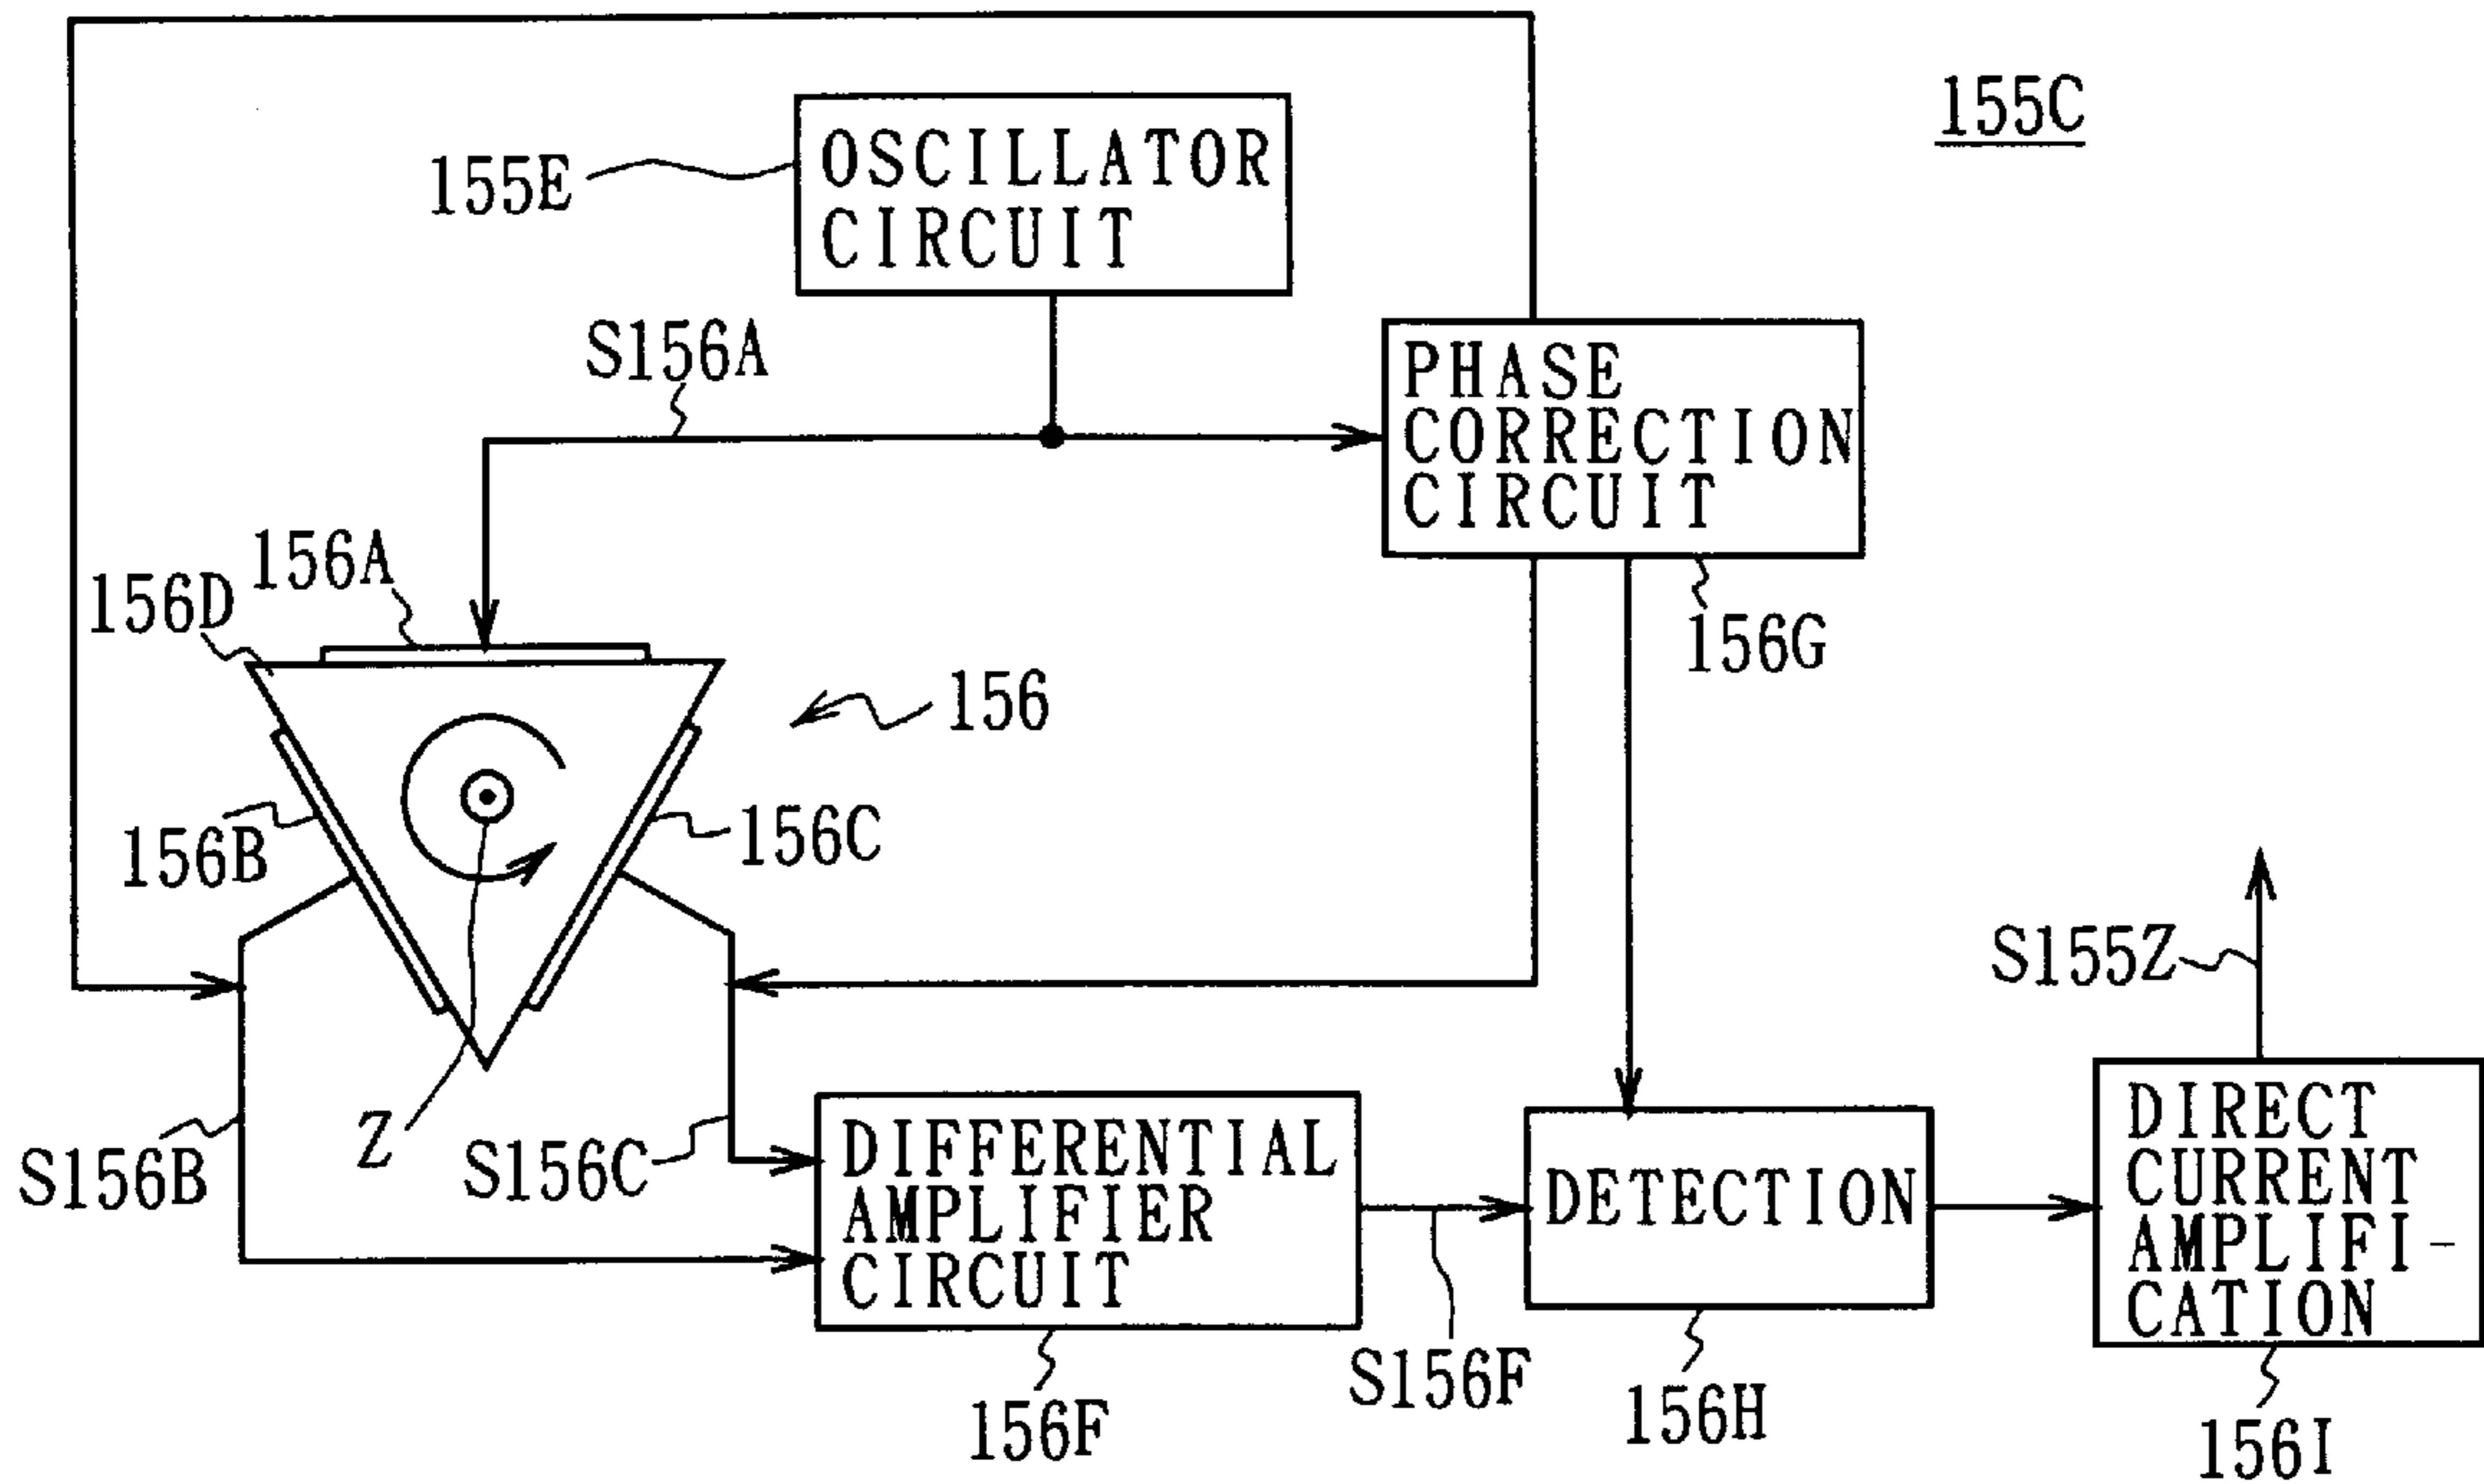 155C
OSCILLATOR
CIRCUIT
155E
S156A
PHASE
CORRECTION
CIRCUIT
156G
156A
156D
156
156B
156C
S155Z
Z
S156B
S156C
DIFFERENTIAL
AMPLIFIER
CIRCUIT
156F
S156F
DETECTION
156H
DIRECT
CURRENT
AMPLIFI-
CATION
156I